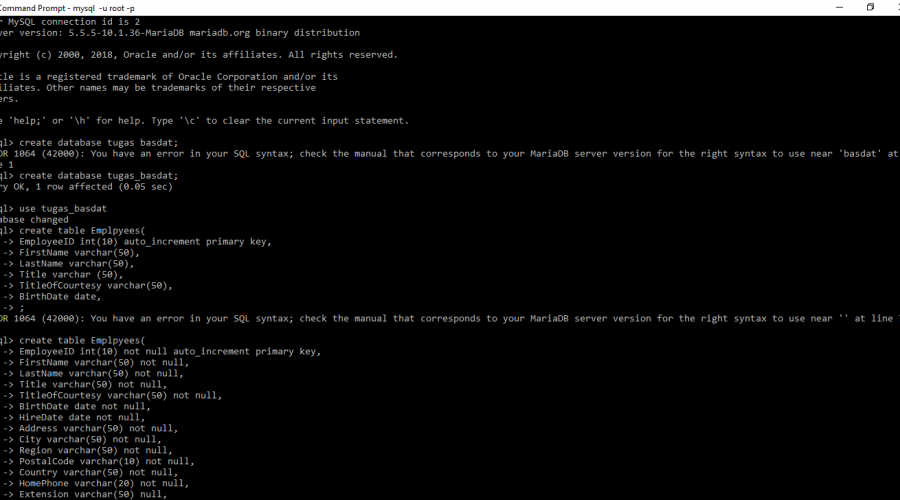 Command Prompt - mysql -u root -p
r MySQL connection id is 2
ver version: 5.5.5-10.1.36-MariaDB mariadb.org binary distribution
yright (c) 2000, 2018, Oracle and/or its affiliates. All rights reserved.
cle is a registered trademark of Oracle Corporation and/or its
iliates. Other names may be trademarks of their respective
ers.
e 'help;' or '\h' for help. Type '\c' to clear the current input statement.
ql> create database tugas basdat;
OR 1064 (42000): You have an error in your SQL syntax; check the manual that corresponds to your MariaDB server version for the right syntax to use near 'basdat' at
e 1
ql> create database tugas_basdat;
ry OK, 1 row affected (0.05 sec)
ql> use tugas_basdat
abase changed
ql> create table Emplpyees(
-> EmployeeID int(10) auto_increment primary key,
-> FirstName varchar(50),
-> LastName varchar(50),
-> Title varchar (50),
-> TitleOfCourtesy varchar(50),
-> BirthDate date,
-> ;
OR 1064 (42000): You have an error in your SQL syntax; check the manual that corresponds to your MariaDB server version for the right syntax to use near '' at line
ql> create table Emplpyees(
-> EmployeeID int(10) not null auto_increment primary key,
-> FirstName varchar(50) not null,
-> LastName varchar(50) not null,
-> Title varchar(50) not null,
-> TitleOfCourtesy varchar(50) not null,
-> BirthDate date not null,
-> HireDate date not null,
-> Address varchar(50) not null,
-> City varchar(50) not null,
-> Region varchar(50) not null,
-> PostalCode varchar(10) not null,
-> Country varchar(50) not null,
-> HomePhone varchar(20) not null,
-> Extension varchar(50) null,